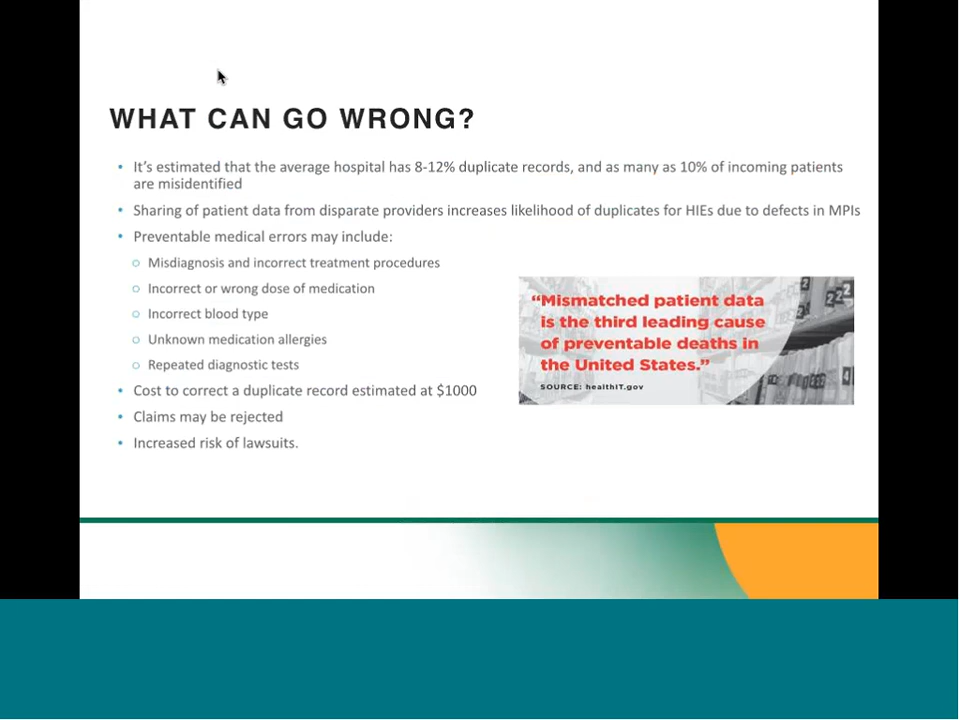 WHAT CAN GO WRONG?
• It's estimated that the average hospital has 8-12% duplicate records, and as many as 10% of incoming patients
are misidentified
• Sharing of patient data from disparate providers increases likelihood of duplicates for HIEs due to defects in MPIs
• Preventable medical errors may include:
○ Misdiagnosis and incorrect treatment procedures
○ Incorrect or wrong dose of medication
○ Incorrect blood type
○ Unknown medication allergies
○ Repeated diagnostic tests
• Cost to correct a duplicate record estimated at $1000
• Claims may be rejected
• Increased risk of lawsuits.
“Mismatched patient data
is the third leading cause
of preventable deaths in
the United States.”
SOURCE: healthIT.gov